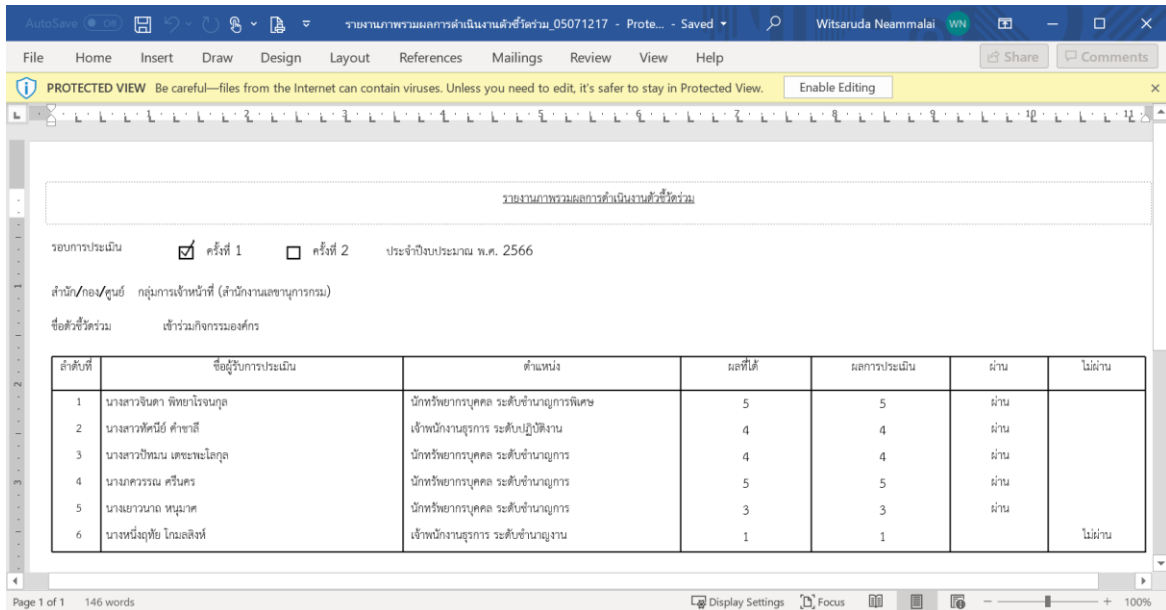 AutoSave Off รายงานภาพรวมผลการดำเนินงานตัวชี้วัดร่วม_05071217 - Prote... - Saved Witsaruda Neammalai WN
File Home Insert Draw Design Layout References Mailings Review View Help Share Comments
PROTECTED VIEW Be careful—files from the Internet can contain viruses. Unless you need to edit, it's safer to stay in Protected View. Enable Editing
1 2 3 4 5 6 7 8 9 10 11
รายงานภาพรวมผลการดำเนินงานตัวชี้วัดร่วม
รอบการประเมิน ครั้งที่ 1 ครั้งที่ 2 ประจำปีงบประมาณ พ.ศ. 2566
สำนัก/กอง/ศูนย์ กลุ่มการเจ้าหน้าที่ (สำนักงานเลขานุการกรม)
ชื่อตัวชี้วัดร่วม เข้าร่วมกิจกรรมองค์กร
ลำดับที่ ชื่อผู้รับการประเมิน ตำแหน่ง ผลที่ได้ ผลการประเมิน ผ่าน ไม่ผ่าน
1 นางสาวจินดา พิทยาโรจนกุล นักทรัพยากรบุคคล ระดับชำนาญการพิเศษ 5 5 ผ่าน
2 นางสาวทัศนีย์ คำชาลี เจ้าพนักงานธุรการ ระดับปฏิบัติงาน 4 4 ผ่าน
3 นางสาวปัทมน เตชะพะโลกุล นักทรัพยากรบุคคล ระดับชำนาญการ 4 4 ผ่าน
4 นางภควรรณ ศรีนคร นักทรัพยากรบุคคล ระดับชำนาญการ 5 5 ผ่าน
5 นางเยาวนาถ หนุมาศ นักทรัพยากรบุคคล ระดับชำนาญการ 3 3 ผ่าน
6 นางหนึ่งฤทัย โกมลสิงห์ เจ้าพนักงานธุรการ ระดับชำนาญงาน 1 1 ไม่ผ่าน
Page 1 of 1 146 words Display Settings Focus 100%